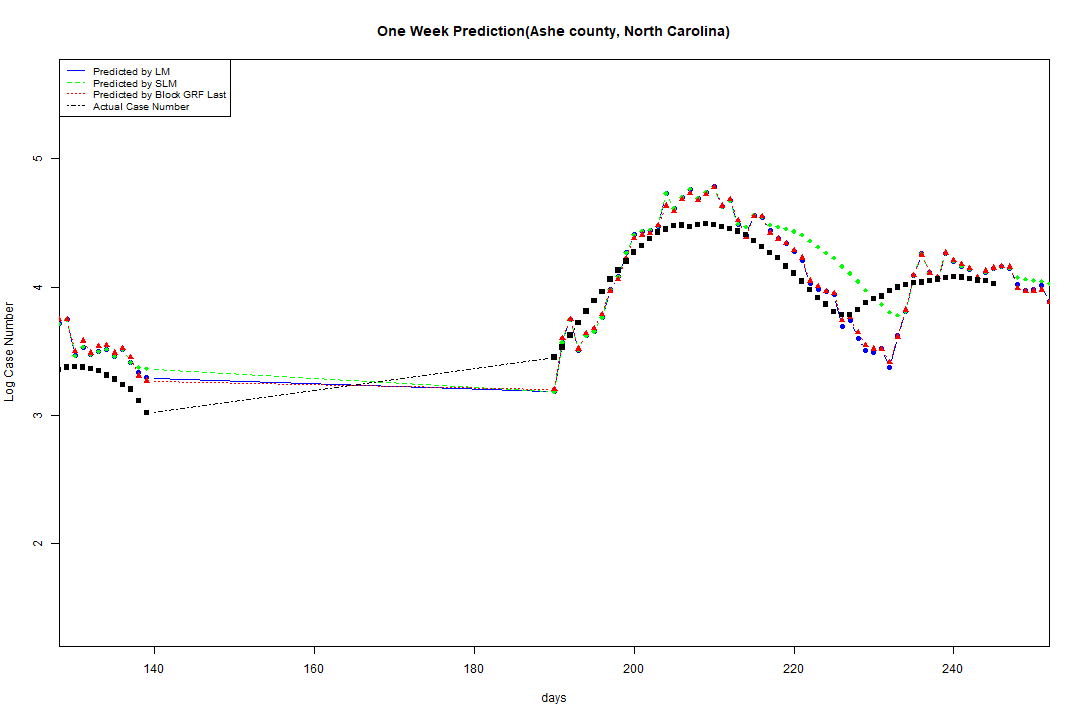 One Week Prediction(Ashe county, North Carolina)
Predicted by LM
Predicted by SLM
Predicted by Block GRF Last
Actual Case Number
5
4
3
2
Log Case Number
140 160 180 200 220 240
days